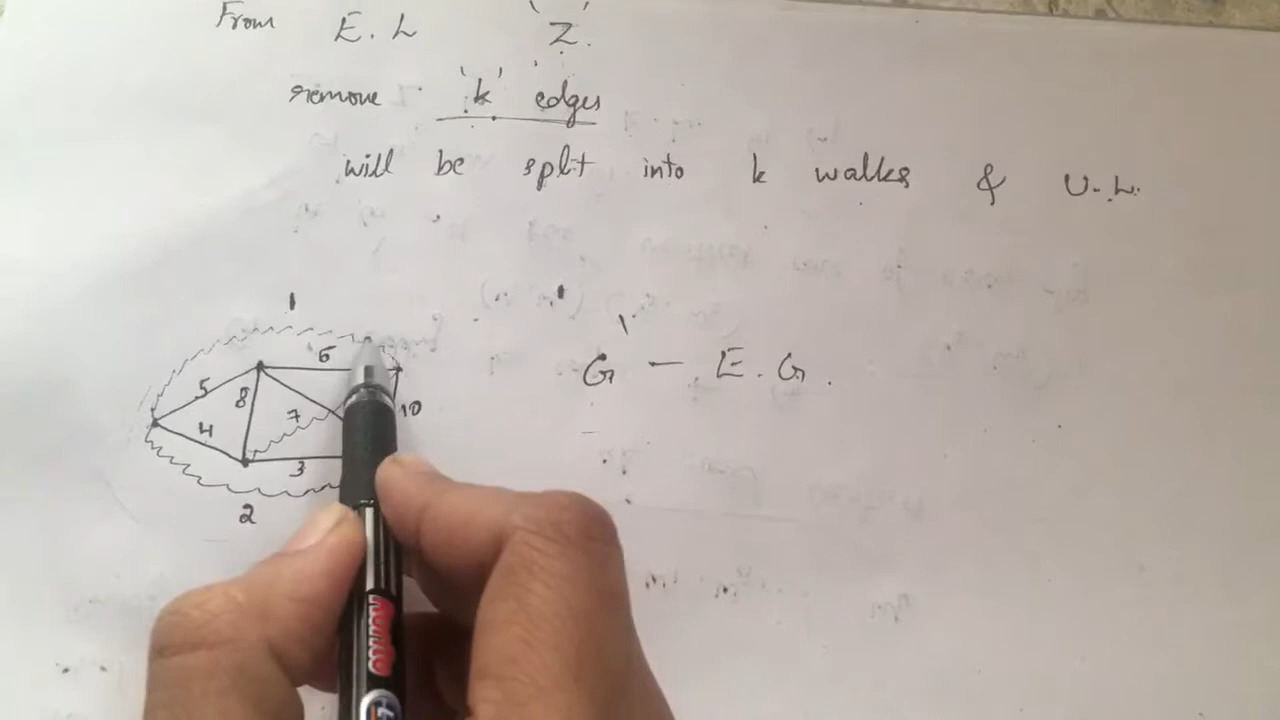 From E. L 'Z'.
remove 'k' edges
will be split into k walks & U. L.
1
6
5
8
10
7
4
3
2
G' — E. G.